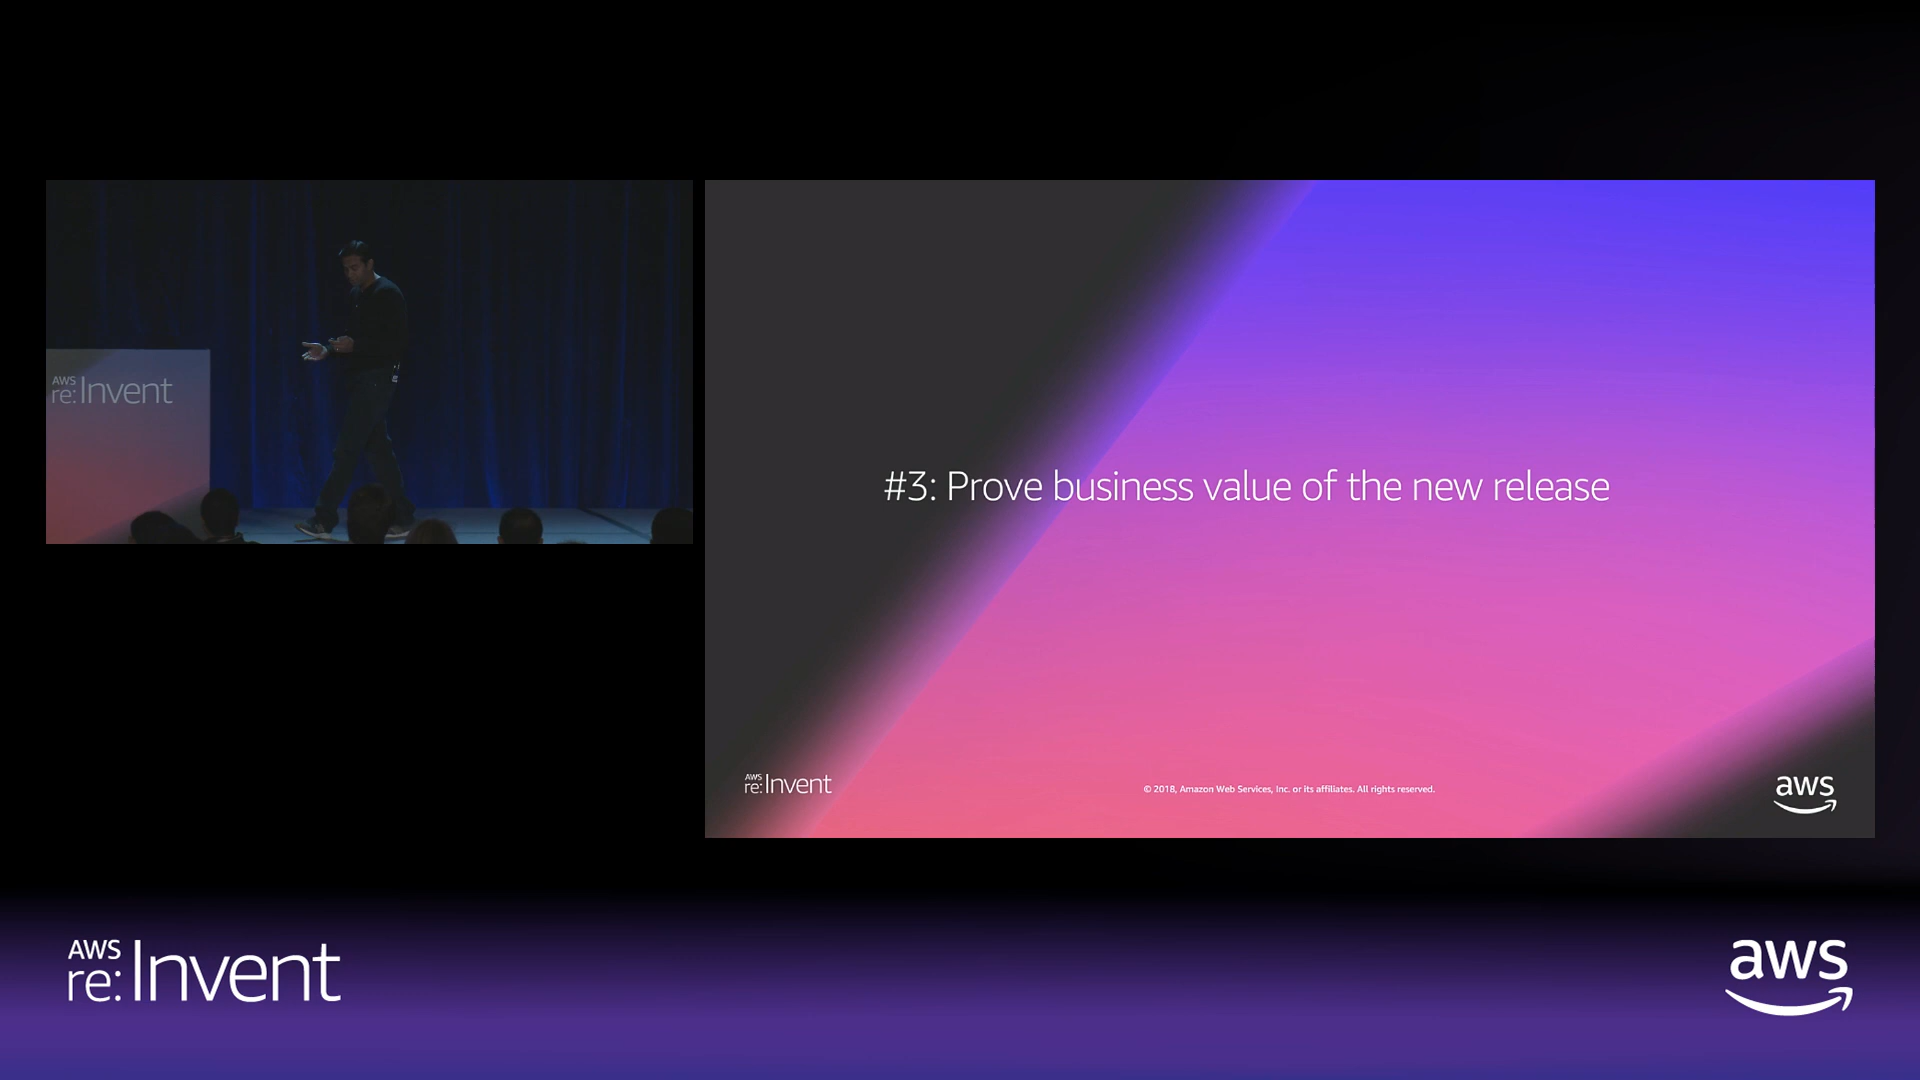 AWS
re:Invent
#3: Prove business value of the new release
AWS
re:Invent
© 2018, Amazon Web Services, Inc. or its affiliates. All rights reserved.
aws
AWS
re:Invent
aws